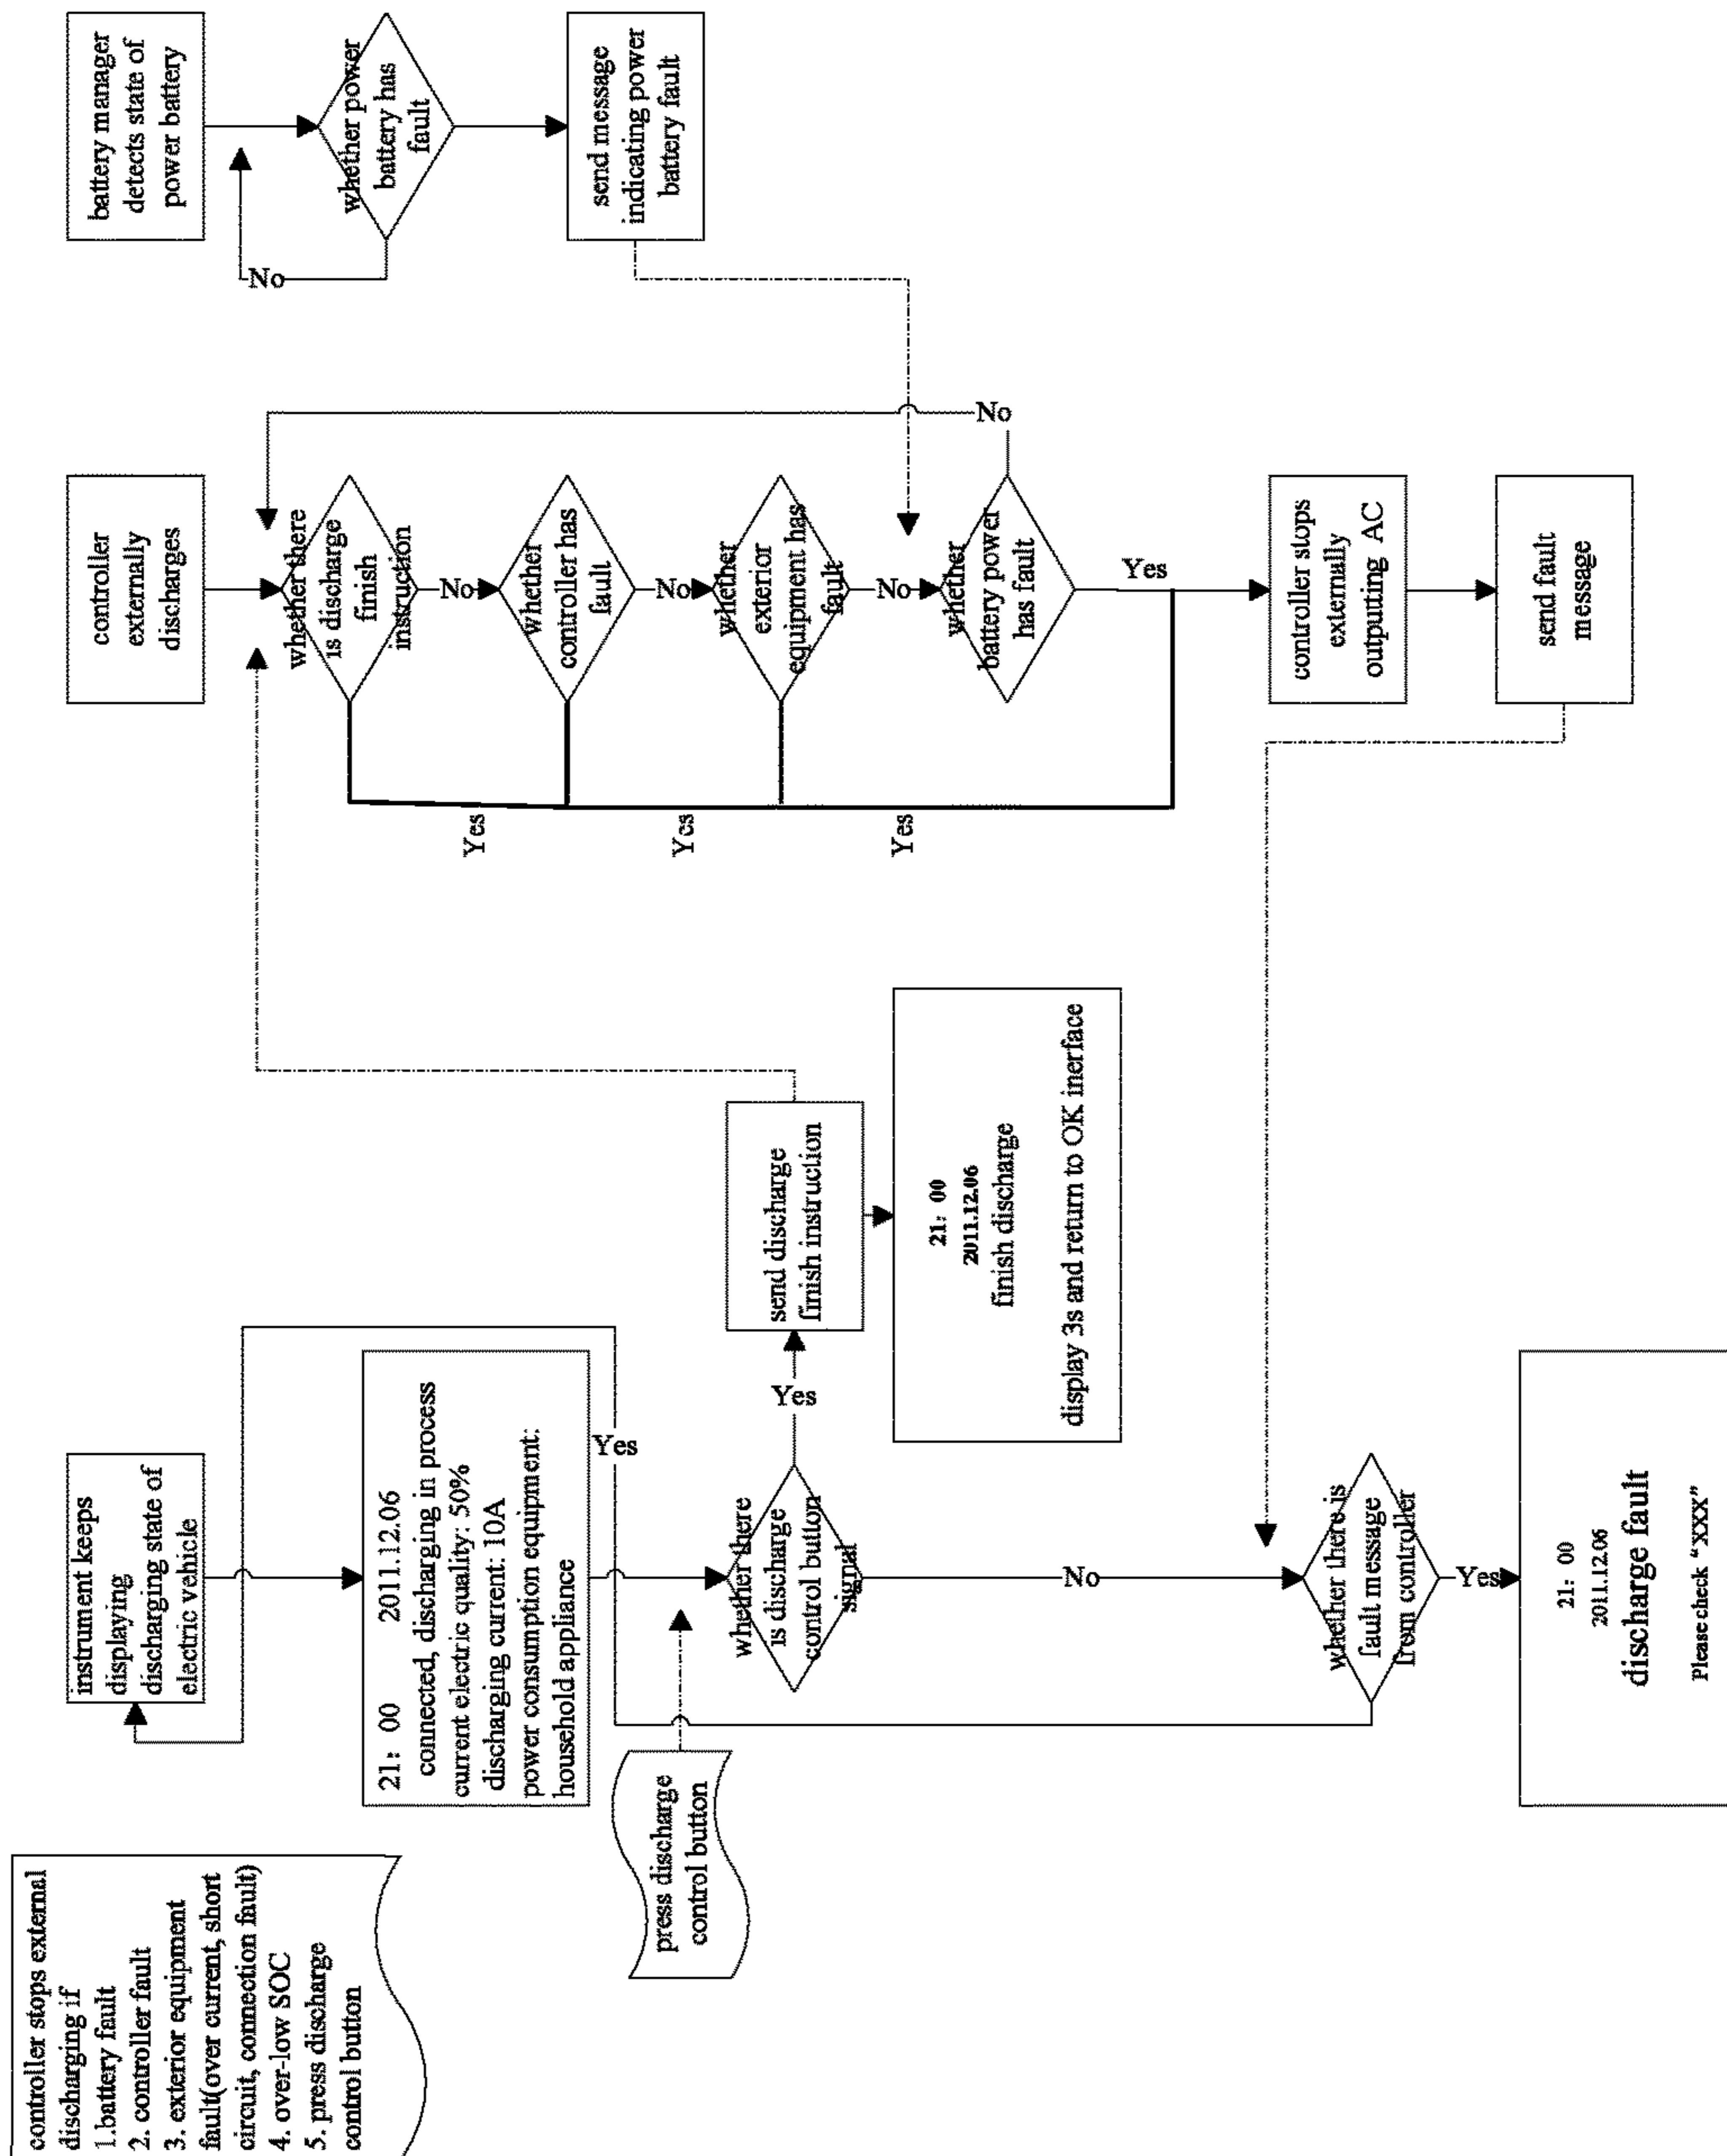 controller stops external
discharging if
1.battery fault
2. controller fault
3. exterior equipment
fault(over current, short
circuit, connection fault)
4. over-low SOC
5. press discharge
control button
instrument keeps
displaying
discharging state of
electric vehicle
21: 00 2011.12.06
connected, discharging in process
current electric quality: 50%
discharging current: 10A
power consumption equipment:
household appliance
press discharge
control button
Yes
whether there
is discharge
control button
signal
Yes
No
send discharge
finish instruction
21: 00
2011.12.06
finish discharge
display 3s and return to OK inerface
whether there is
fault messsage
from controller
Yes
21: 00
2011.12.06
discharge fault
Please check “XXX”
controller
externally
discharges
whether there
is discharge
finish
instruction
No
Yes
whether
controller has
fault
No
Yes
whether
exterior
equipment has
fault
No
Yes
whether
battery power
has fault
No
Yes
controller stops
externally
outputing AC
send fault
message
battery manager
detects state of
power battery
whether power
battery has
fault
No
send message
indicating power
battery fault